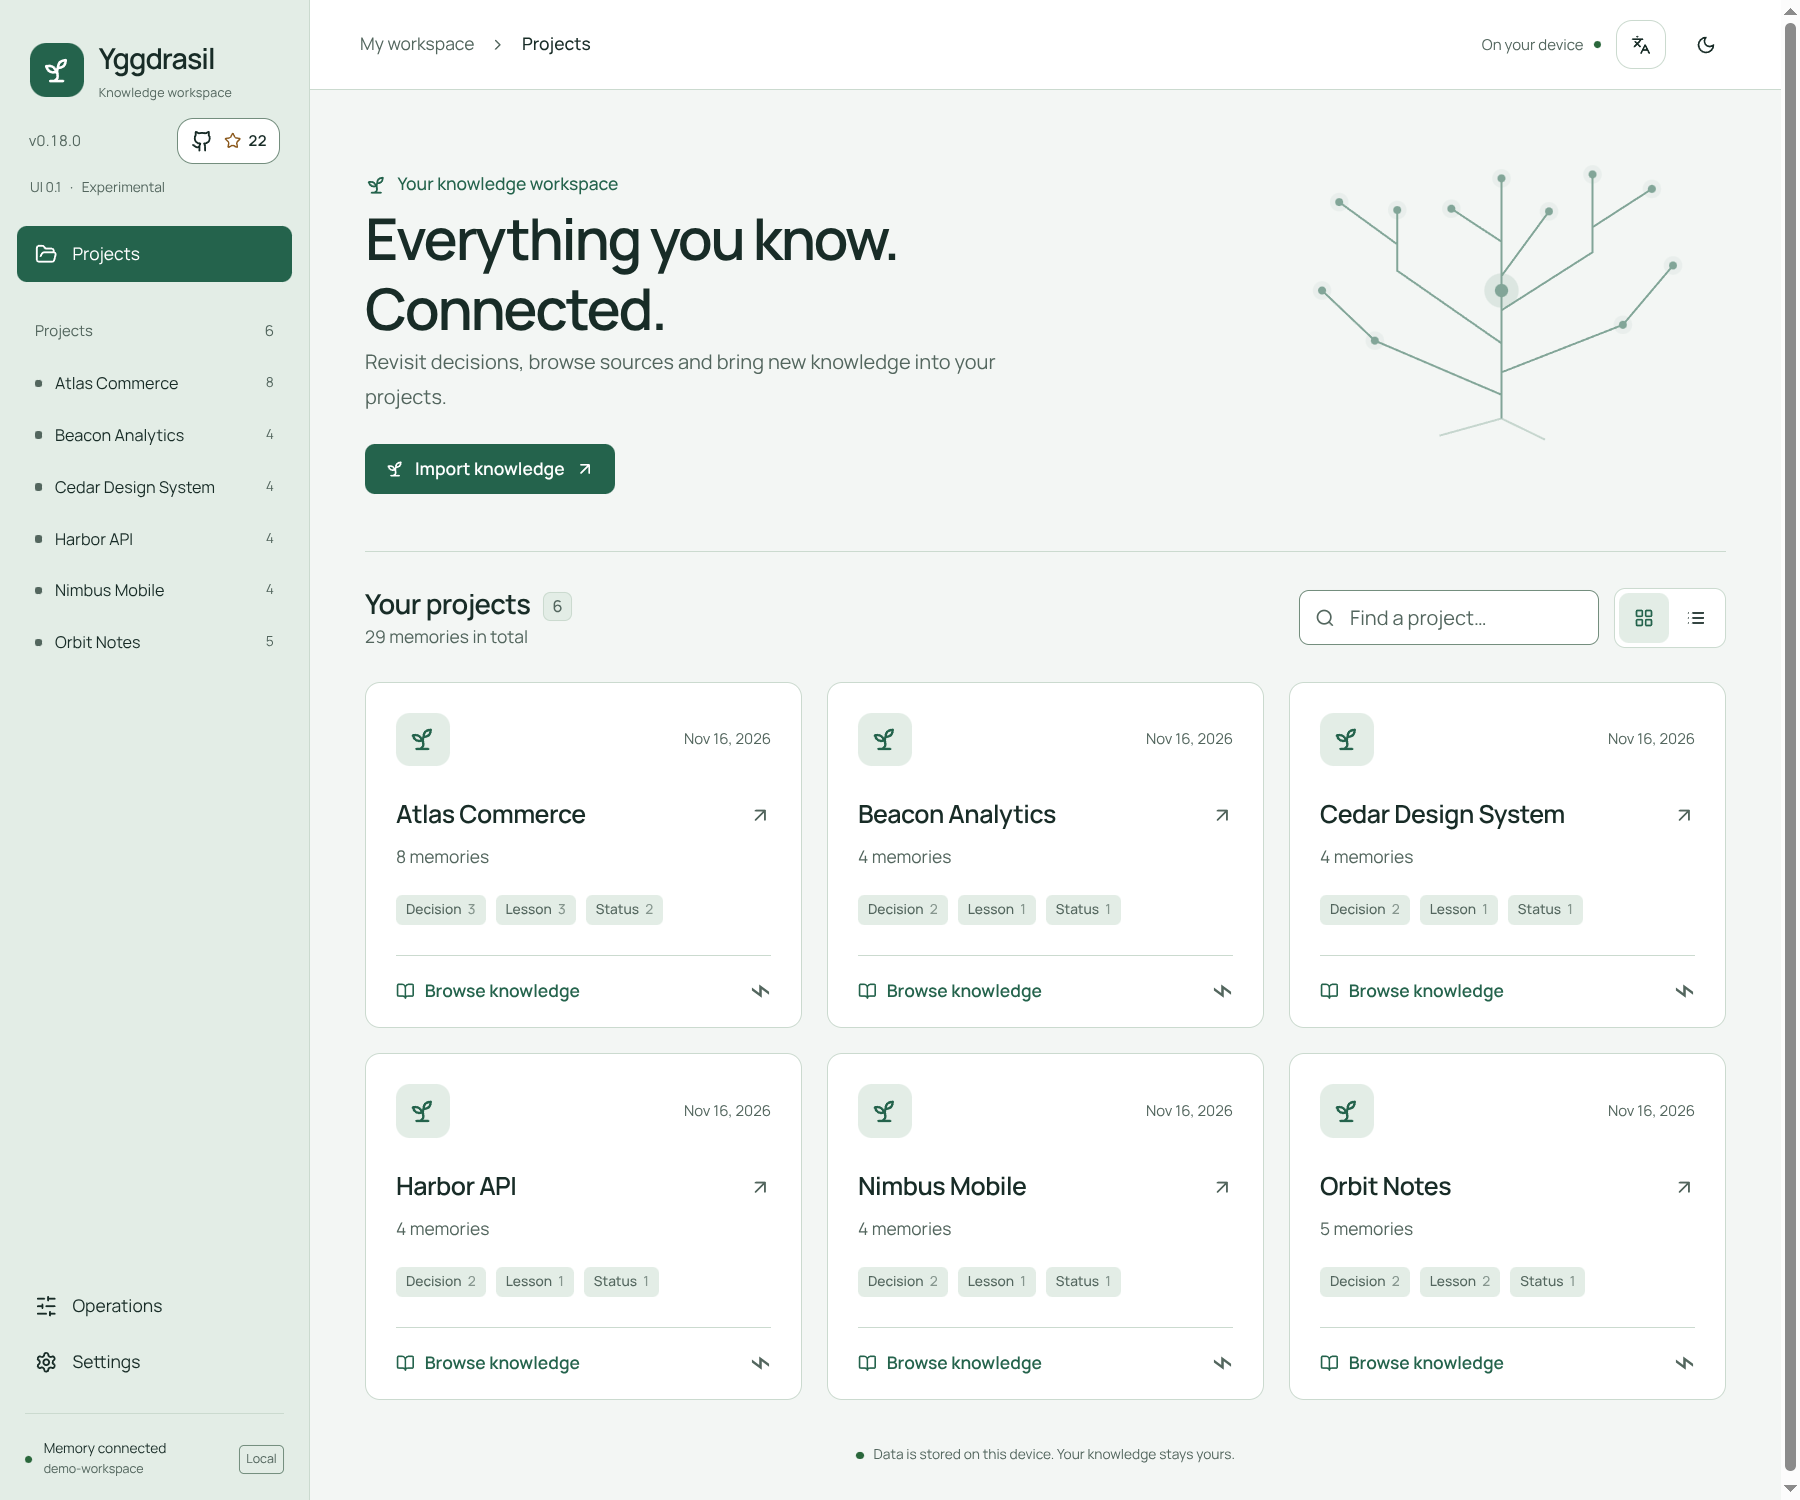 Yggdrasil
Knowledge workspace
v0.18.0
22
UI 0.1 · Experimental
Projects
Projects 6
Atlas Commerce 8
Beacon Analytics 4
Cedar Design System 4
Harbor API 4
Nimbus Mobile 4
Orbit Notes 5
Operations
Settings
Memory connected
demo-workspace
Local
My workspace > Projects
On your device
Your knowledge workspace
Everything you know.
Connected.
Revisit decisions, browse sources and bring new knowledge into your
projects.
Import knowledge
Your projects 6
29 memories in total
Find a project...
Nov 16, 2026
Atlas Commerce
8 memories
Decision 3 Lesson 3 Status 2
Browse knowledge
Nov 16, 2026
Beacon Analytics
4 memories
Decision 2 Lesson 1 Status 1
Browse knowledge
Nov 16, 2026
Cedar Design System
4 memories
Decision 2 Lesson 1 Status 1
Browse knowledge
Nov 16, 2026
Harbor API
4 memories
Decision 2 Lesson 1 Status 1
Browse knowledge
Nov 16, 2026
Nimbus Mobile
4 memories
Decision 2 Lesson 1 Status 1
Browse knowledge
Nov 16, 2026
Orbit Notes
5 memories
Decision 2 Lesson 2 Status 1
Browse knowledge
Data is stored on this device. Your knowledge stays yours.